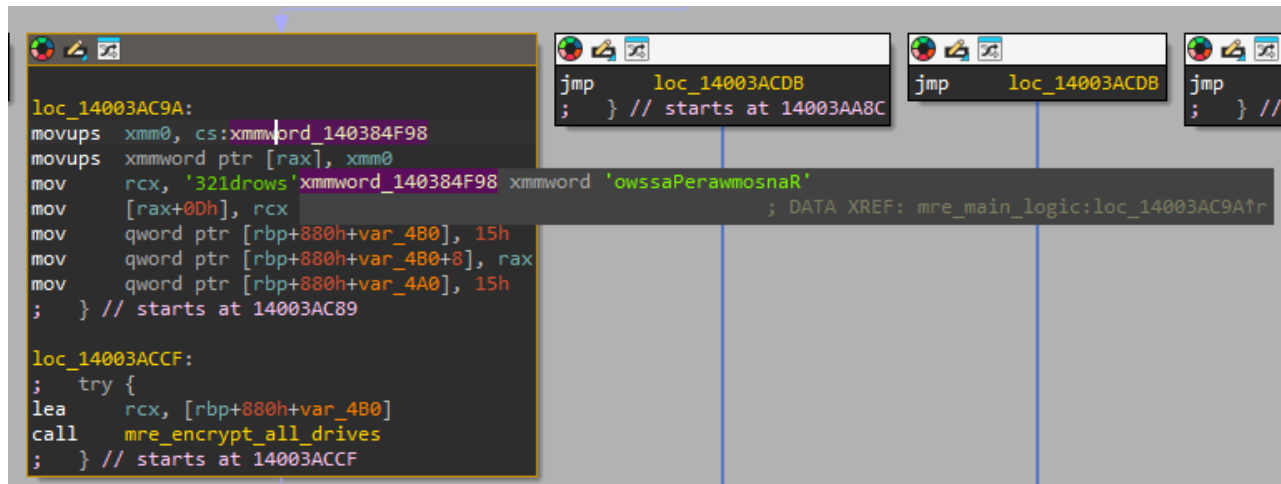 loc_14003AC9A:
movups xmm0, cs:xmmword_140384F98
movups xmmword ptr [rax], xmm0
mov rcx, '321drows'
mov [rax+0Dh], rcx
mov qword ptr [rbp+880h+var_4B0], 15h
mov qword ptr [rbp+880h+var_4B0+8], rax
mov qword ptr [rbp+880h+var_4A0], 15h
; } // starts at 14003AC89
loc_14003ACCF:
; try {
lea rcx, [rbp+880h+var_4B0]
call mre_encrypt_all_drives
; } // starts at 14003ACCF
xmmword_140384F98 xmmword 'owssaPerawmosnaR'
; DATA XREF: mre_main_logic:loc_14003AC9A↑r
jmp loc_14003ACDB
; } // starts at 14003AA8C
jmp loc_14003ACDB
jmp
; } //